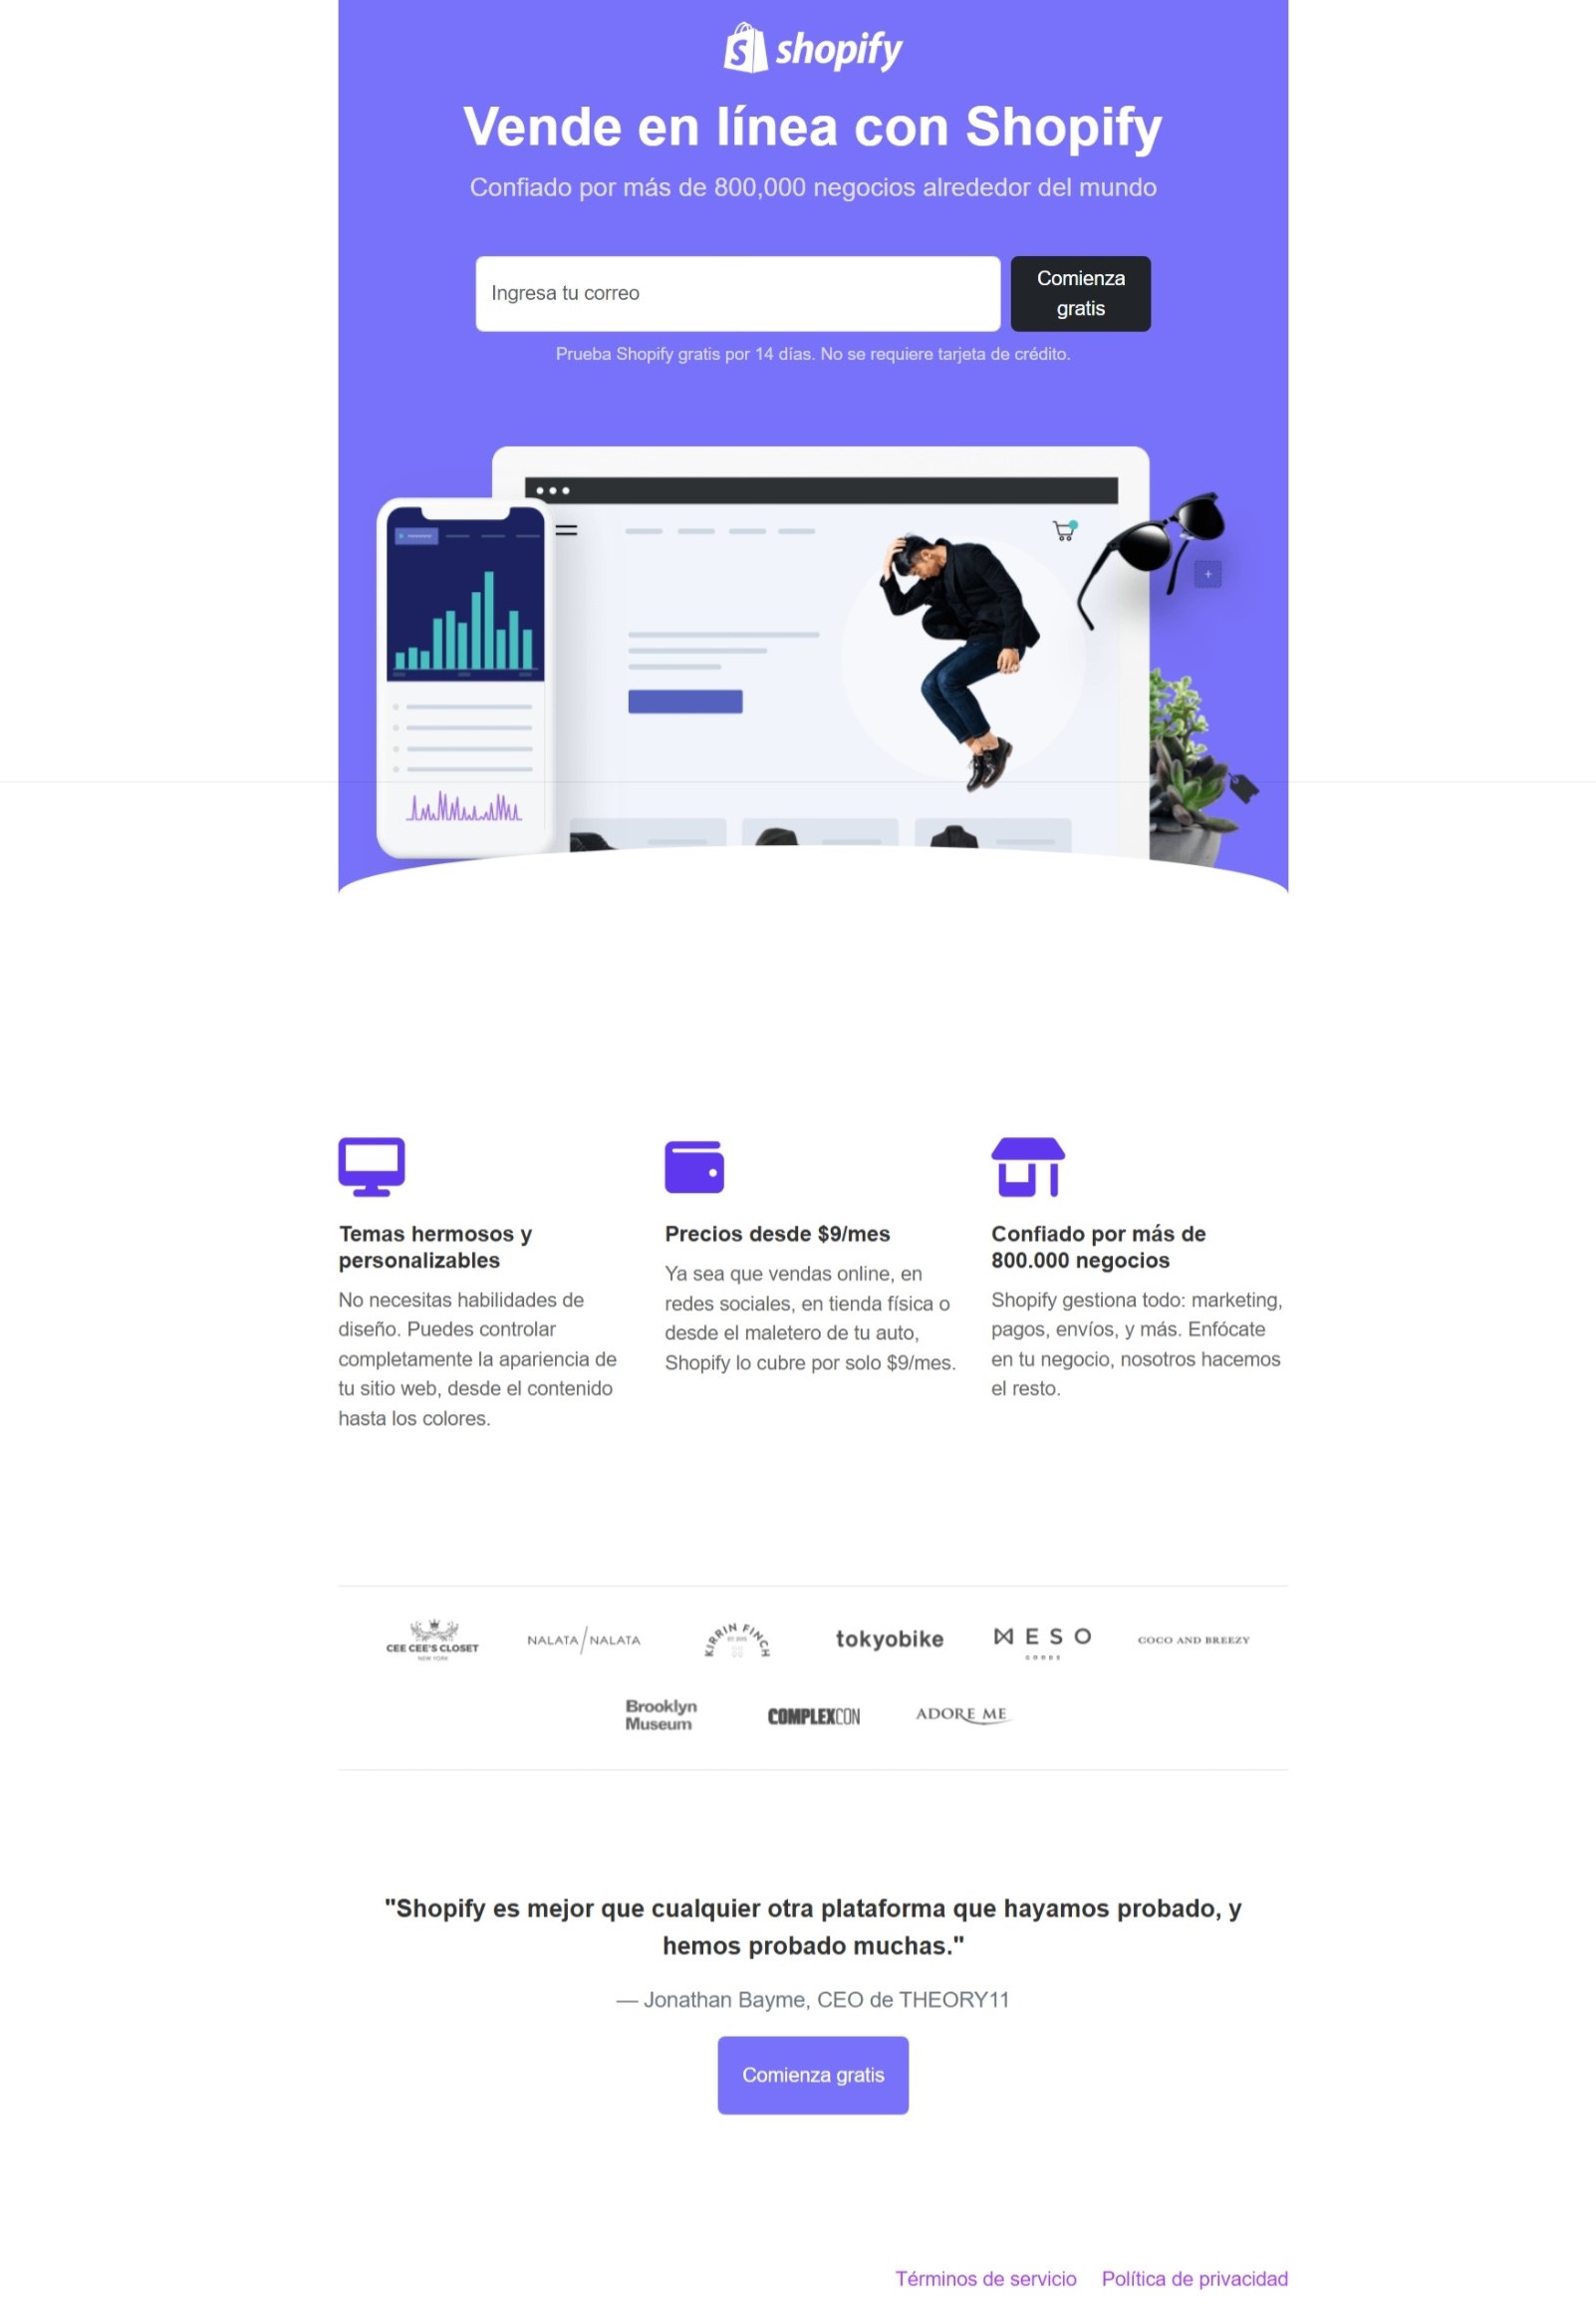 shopify
Vende en línea con Shopify
Confiado por más de 800,000 negocios alrededor del mundo
Ingresa tu correo
Comienza
gratis
Prueba Shopify gratis por 14 días. No se requiere tarjeta de crédito.
Temas hermosos y
personalizables
No necesitas habilidades de
diseño. Puedes controlar
completamente la apariencia de
tu sitio web, desde el contenido
hasta los colores.
Precios desde $9/mes
Ya sea que vendas online, en
redes sociales, en tienda física o
desde el maletero de tu auto,
Shopify lo cubre por solo $9/mes.
Confiado por más de
800.000 negocios
Shopify gestiona todo: marketing,
pagos, envíos, y más. Enfócate
en tu negocio, nosotros hacemos
el resto.
CEE CEE'S CLOSET
NEW YORK
NALATA / NALATA
KIRRIN FINCH
tokyobike
MESO
GOODS
COCO AND BREEZY
Brooklyn
Museum
COMPLEXCON
ADORE ME
"Shopify es mejor que cualquier otra plataforma que hayamos probado, y
hemos probado muchas."
— Jonathan Bayme, CEO de THEORY11
Comienza gratis
Términos de servicio Política de privacidad